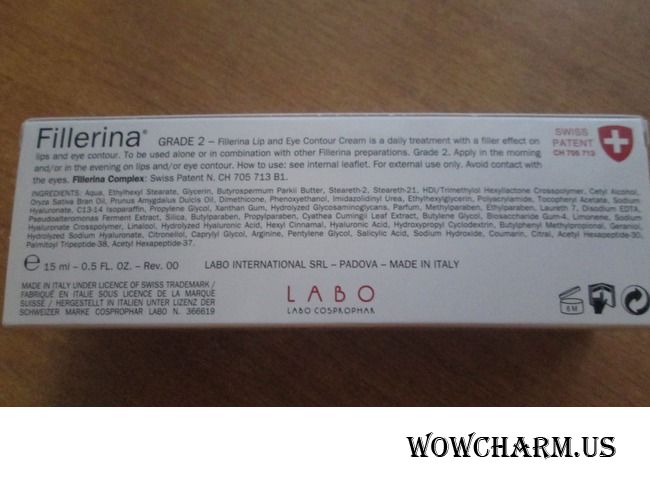 Fillerina® GRADE 2 – Fillerina Lip and Eye Contour Cream is a daily treatment with a filler effect on
lips and eye contour. To be used alone or in combination with other Fillerina preparations. Grade 2. Apply in the morning
and/or in the evening on lips and/or eye contour. How to use: see internal leaflet. For external use only. Avoid contact with
the eyes. Fillerina Complex: Swiss Patent N. CH 705 713 B1.
SWISS
PATENT
CH 705 713
INGREDIENTS: Aqua, Ethylhexyl Stearate, Glycerin, Butyrospermum Parkii Butter, Steareth-2, Steareth-21, HDI/Trimethylol Hexyllactone Crosspolymer, Cetyl Alcohol,
Oryza Sativa Bran Oil, Prunus Amygdalus Dulcis Oil, Dimethicone, Phenoxyethanol, Imidazolidinyl Urea, Ethylhexylglycerin, Polyacrylamide, Tocopheryl Acetate, Sodium
Hyaluronate, C13-14 Isoparaffin, Propylene Glycol, Xanthan Gum, Hydrolyzed Glycosaminoglycans, Parfum, Methylparaben, Ethylparaben, Laureth-7, Disodium EDTA,
Pseudoalteromonas Ferment Extract, Silica, Butylparaben, Propylparaben, Cyathea Cumingii Leaf Extract, Butylene Glycol, Biosaccharide Gum-4, Limonene, Sodium
Hyaluronate Crosspolymer, Linalool, Hydrolyzed Hyaluronic Acid, Hexyl Cinnamal, Hyaluronic Acid, Hydroxypropyl Cyclodextrin, Butylphenyl Methylpropional, Geraniol,
Hydrolyzed Sodium Hyaluronate, Citronellol, Caprylyl Glycol, Arginine, Pentylene Glycol, Salicylic Acid, Sodium Hydroxide, Coumarin, Citral, Acetyl Hexapeptide-30,
Palmitoyl Tripeptide-38, Acetyl Hexapeptide-37.
℮ 15 ml – 0.5 FL. OZ. – Rev. 00 LABO INTERNATIONAL SRL – PADOVA – MADE IN ITALY
MADE IN ITALY UNDER LICENCE OF SWISS TRADEMARK /
FABRIQUÉ EN ITALIE SOUS LICENCE DE LA MARQUE
SUISSE / HERGESTELLT IN ITALIEN UNTER LIZENZ DER
SCHWEIZER MARKE COSPROPHAR LABO N. 366619
LABO
LABO COSPROPHAR
6 M
WOWCHARM.US